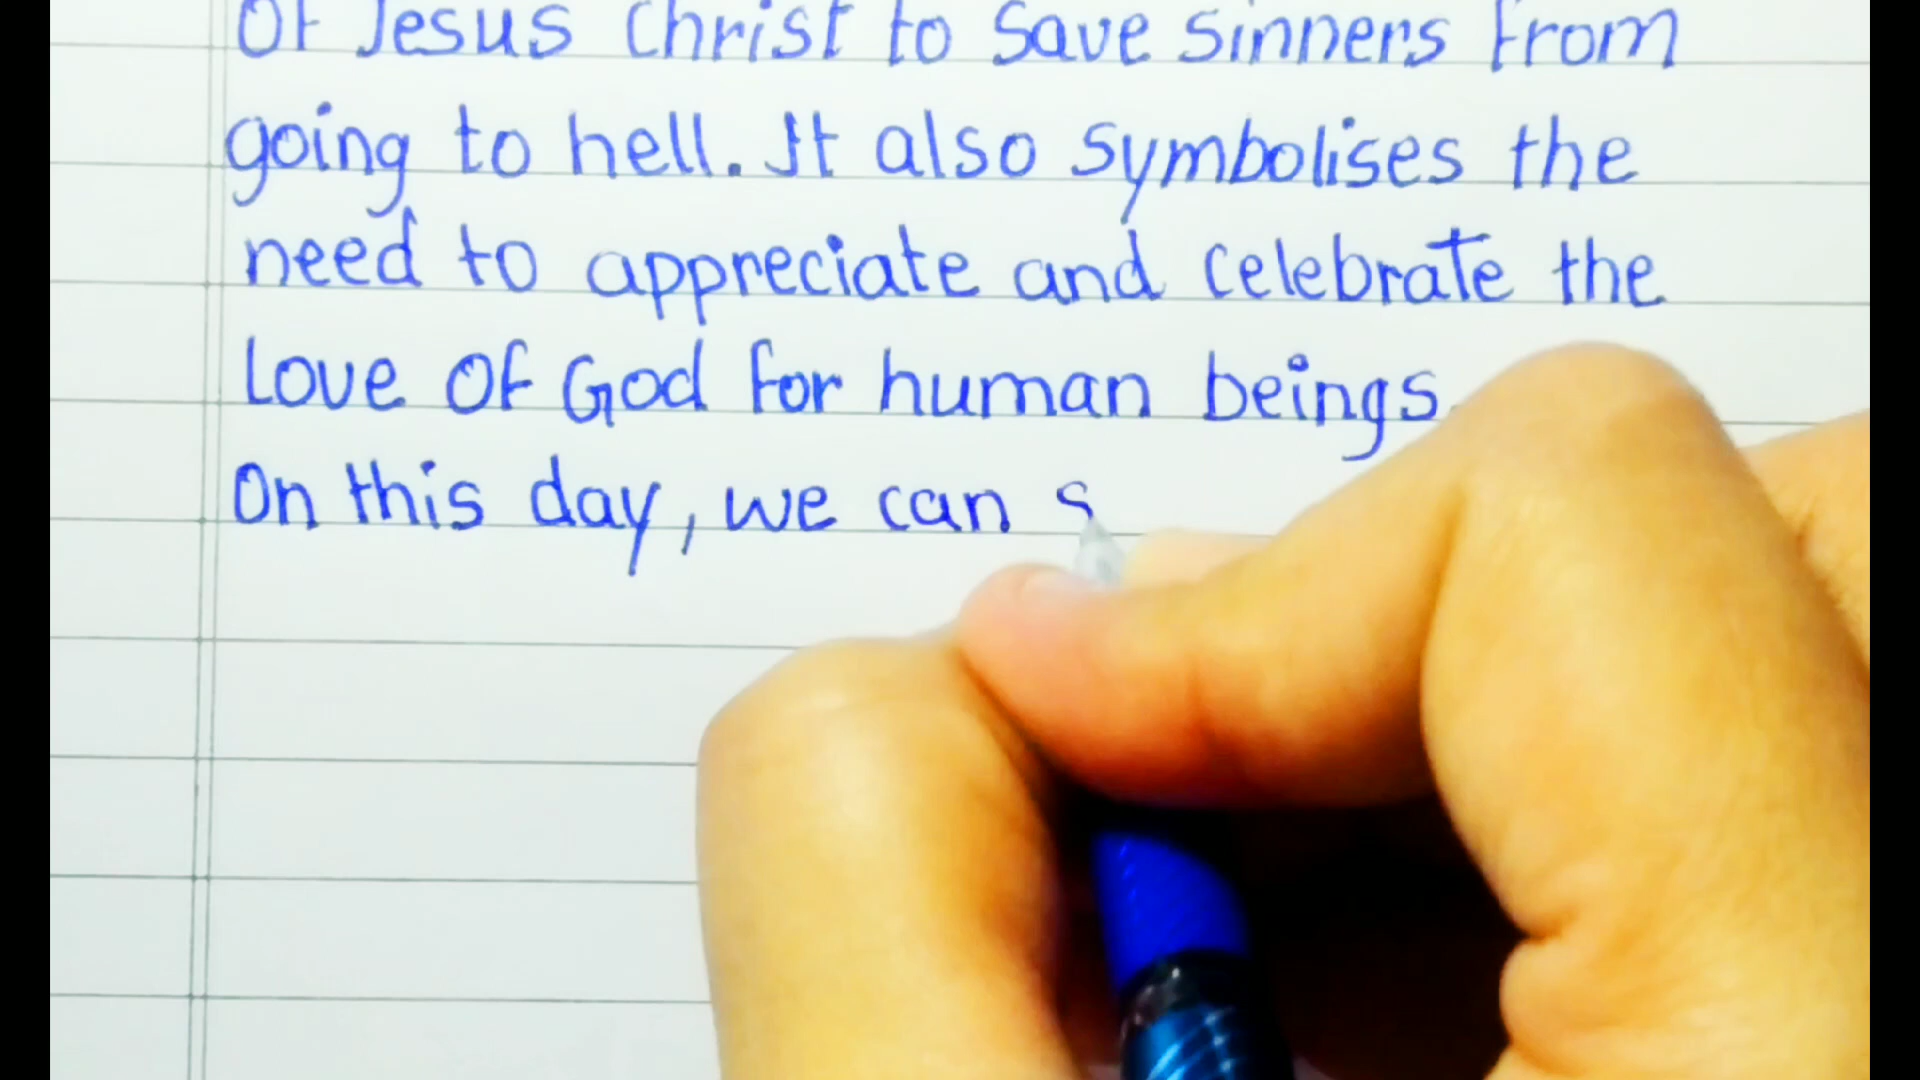 Of Jesus Christ to save sinners from
going to hell. It also symbolises the
need to appreciate and celebrate the
Love of God for human beings.
On this day, we can s